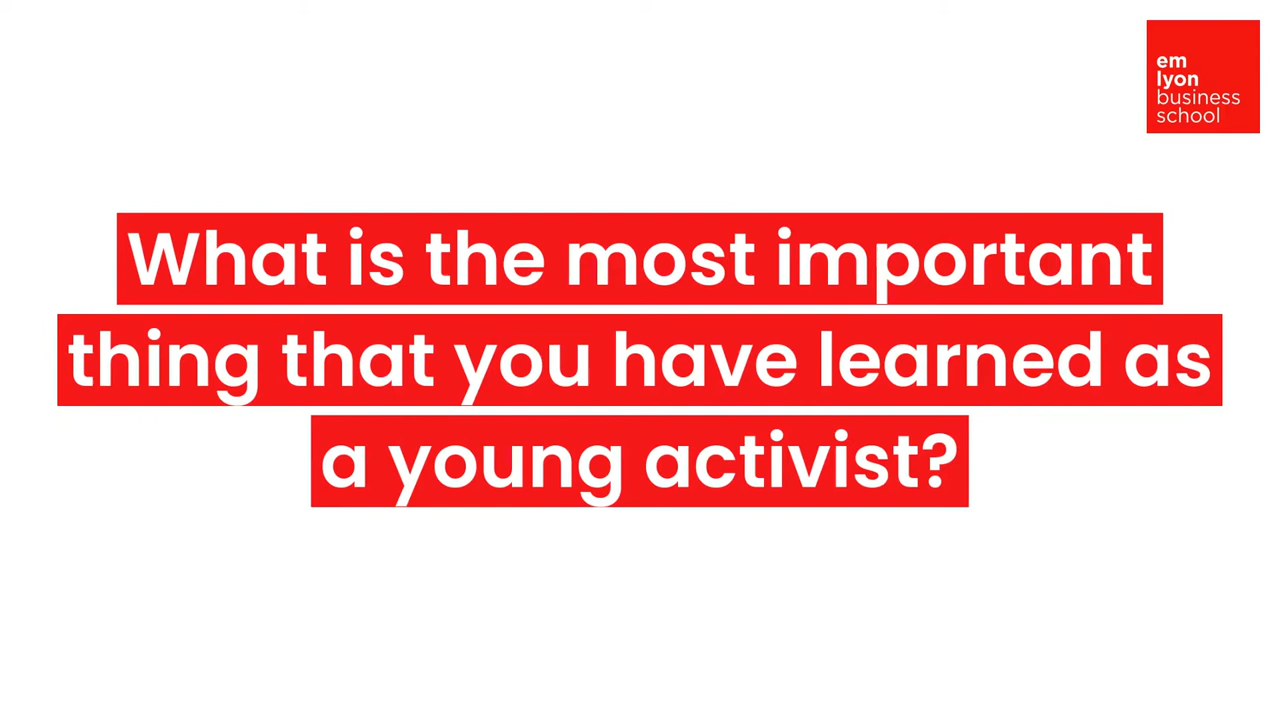 em
lyon
business
school
What is the most important
thing that you have learned as
a young activist?